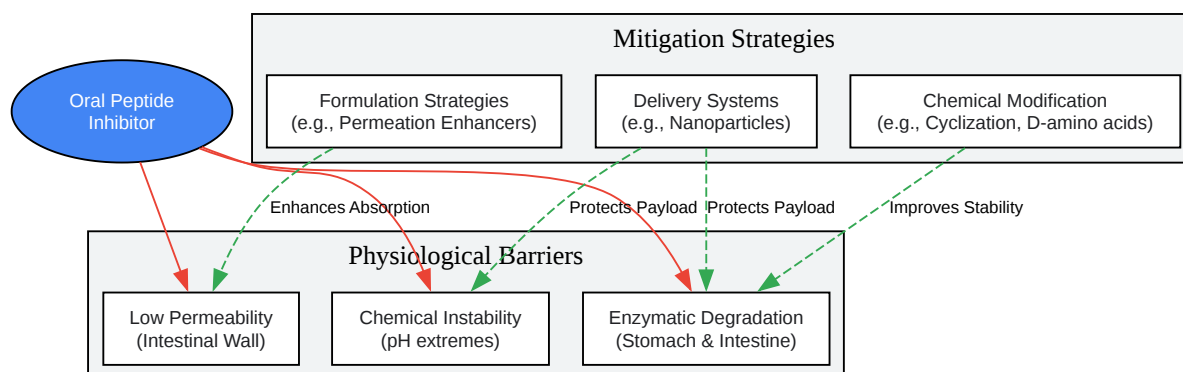 Mitigation Strategies
Oral Peptide
Inhibitor
Formulation Strategies
(e.g., Permeation Enhancers)
Delivery Systems
(e.g., Nanoparticles)
Chemical Modification
(e.g., Cyclization, D-amino acids)
Enhances Absorption
Protects Payload
Protects Payload
Improves Stability
Physiological Barriers
Low Permeability
(Intestinal Wall)
Chemical Instability
(pH extremes)
Enzymatic Degradation
(Stomach & Intestine)